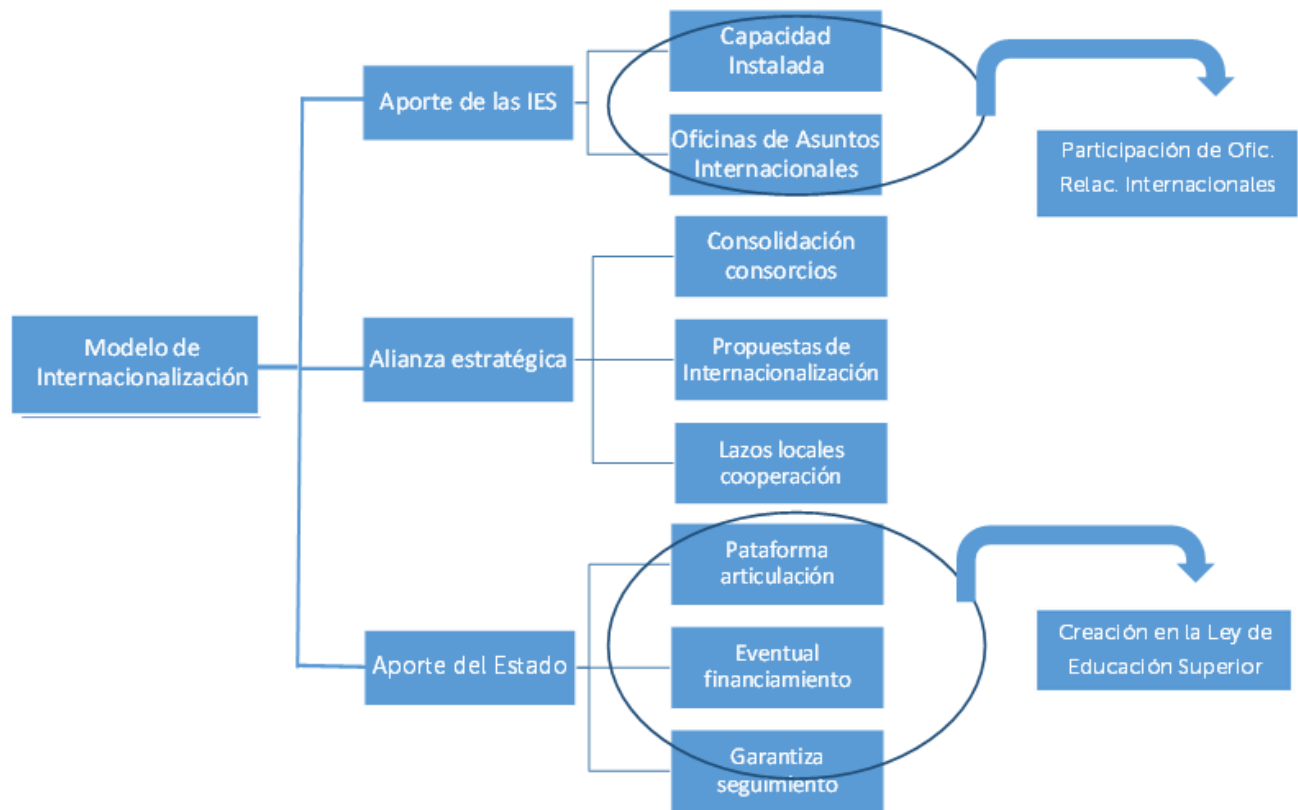 Capacidad
Instalada
Aporte de las IES
Oficinas de Asuntos
Internacionales
Participación de Ofic.
Relac. Internacionales
Consolidación
consorcios
Modelo de
Internacionalización
Alianza estratégica
Propuestas de
Internacionalización
Lazos locales
cooperación
Pataforma
articulación
Aporte del Estado
Eventual
financiamiento
Creación en la Ley de
Educación Superior
Garantiza
seguimiento